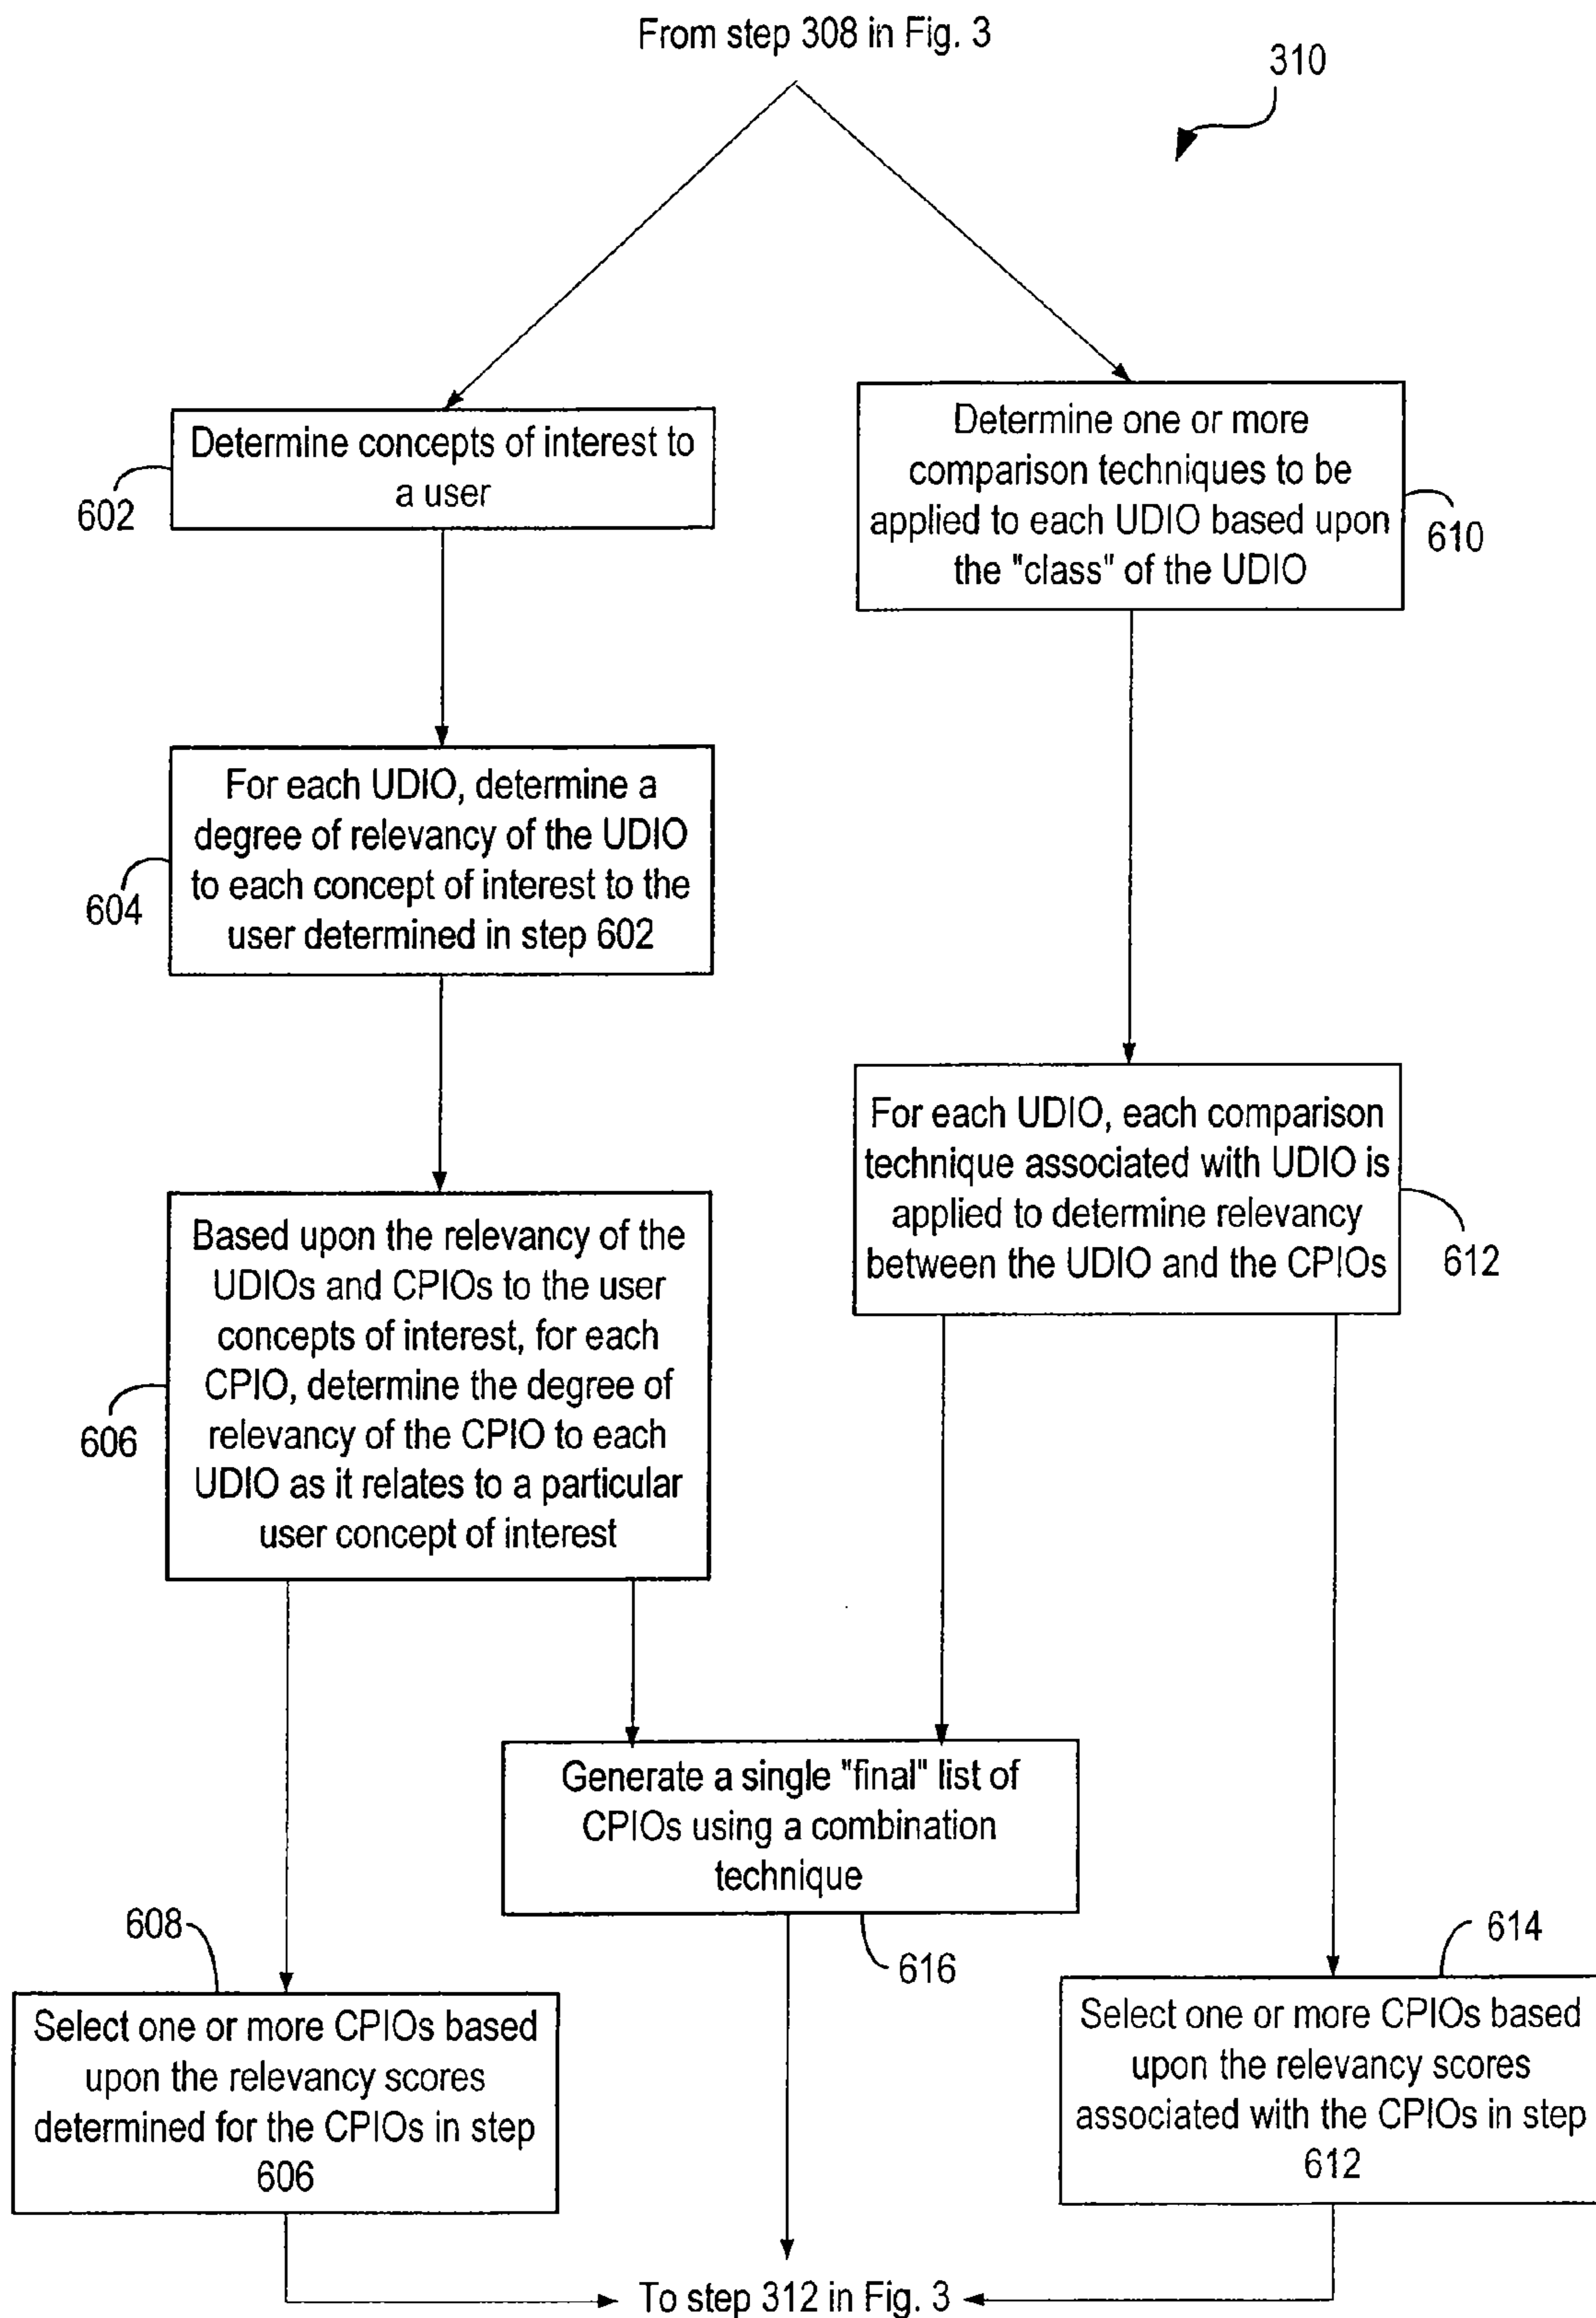 From step 308 in Fig. 3
310
Determine concepts of interest to
a user
602
Determine one or more
comparison techniques to be
applied to each UDIO based upon
the "class" of the UDIO
610
For each UDIO, determine a
degree of relevancy of the UDIO
to each concept of interest to the
user determined in step 602
604
For each UDIO, each comparison
technique associated with UDIO is
applied to determine relevancy
between the UDIO and the CPIOs
612
Based upon the relevancy of the
UDIOs and CPIOs to the user
concepts of interest, for each
CPIO, determine the degree of
relevancy of the CPIO to each
UDIO as it relates to a particular
user concept of interest
606
Generate a single "final" list of
CPIOs using a combination
technique
616
608
Select one or more CPIOs based
upon the relevancy scores
determined for the CPIOs in step
606
614
Select one or more CPIOs based
upon the relevancy scores
associated with the CPIOs in step
612
To step 312 in Fig. 3